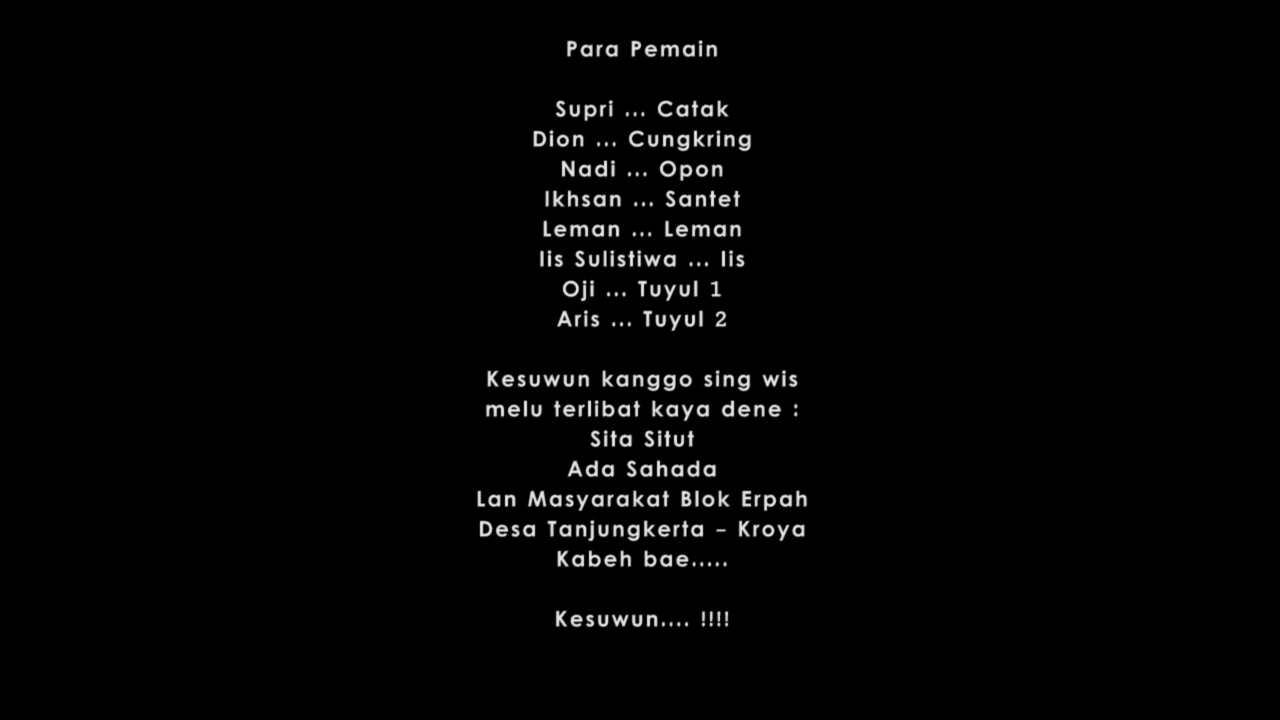 Para Pemain
Supri ... Catak
Dion ... Cungkring
Nadi ... Opon
Ikhsan ... Santet
Leman ... Leman
Iis Sulistiwa ... Iis
Oji ... Tuyul 1
Aris ... Tuyul 2
Kesuwun kanggo sing wis
melu terlibat kaya dene :
Sita Situt
Ada Sahada
Lan Masyarakat Blok Erpah
Desa Tanjungkerta – Kroya
Kabeh bae.....
Kesuwun.... !!!!